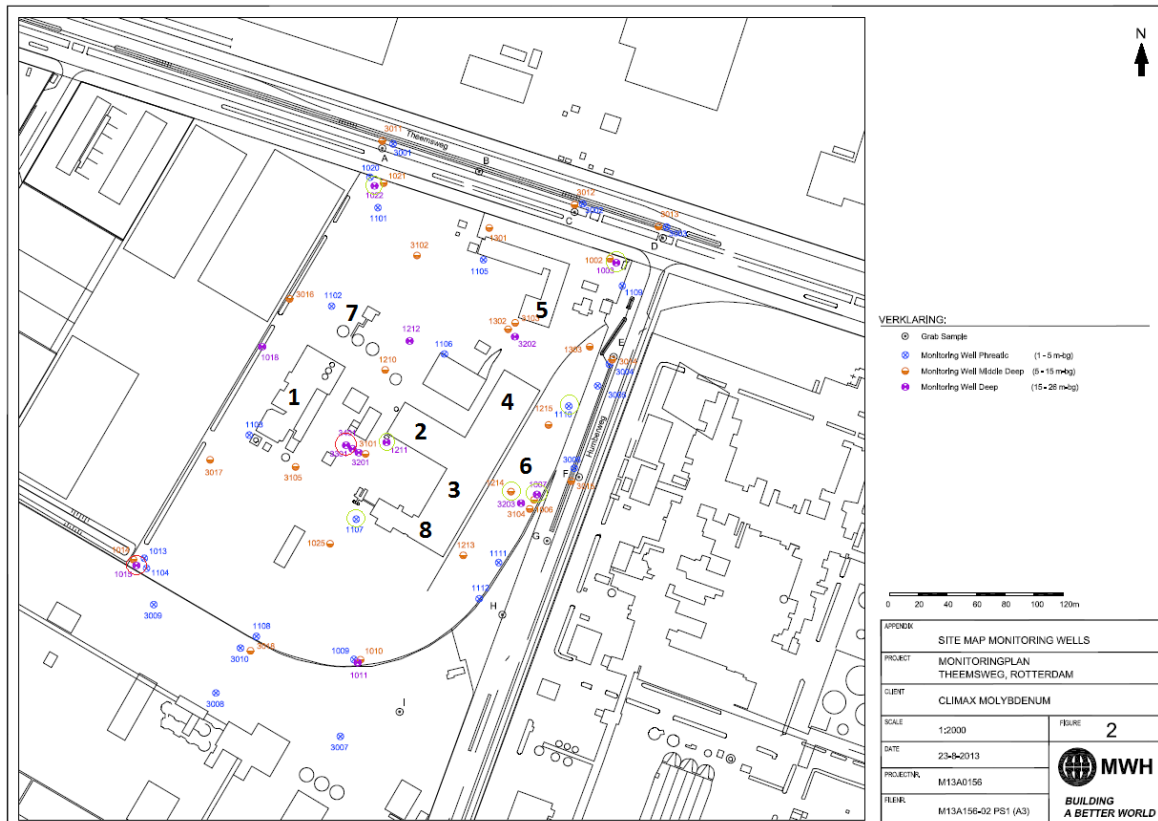 N
3011
Theemsweg
3001
A
B
1020
1021
1022
1101
3012
3002
C
3013
D
1301
3102
1105
1002
1003
1109
3016
1102
7
5
1302
3103
3202
1212
1106
1303
E
3004
1018
1210
1
4
1215
1110
Humberweg
1103
2
3101
3201
1211
3017
3105
3
6
F
1214
1007
3203
3104
1006
1107
8
1025
1213
G
1111
1013
1014
1015
1104
1112
3009
H
1108
3010
1009
1010
1011
3008
I
3007
VERKLARING:
Grab Sample
Monitoring Well Phreatic (1 - 5 m-bg)
Monitoring Well Middle Deep (5 - 15 m-bg)
Monitoring Well Deep (15 - 26 m-bg)
0 20 40 60 80 100 120m
APPENDIX
SITE MAP MONITORING WELLS
PROJECT
MONITORINGPLAN
THEEMSWEG, ROTTERDAM
CLIENT
CLIMAX MOLYBDENUM
SCALE
1:2000
FIGURE
2
DATE
23-8-2013
PROJECTNR.
M13A0156
MWH
FILENR.
M13A156-02 PS1 (A3)
BUILDING
A BETTER WORLD